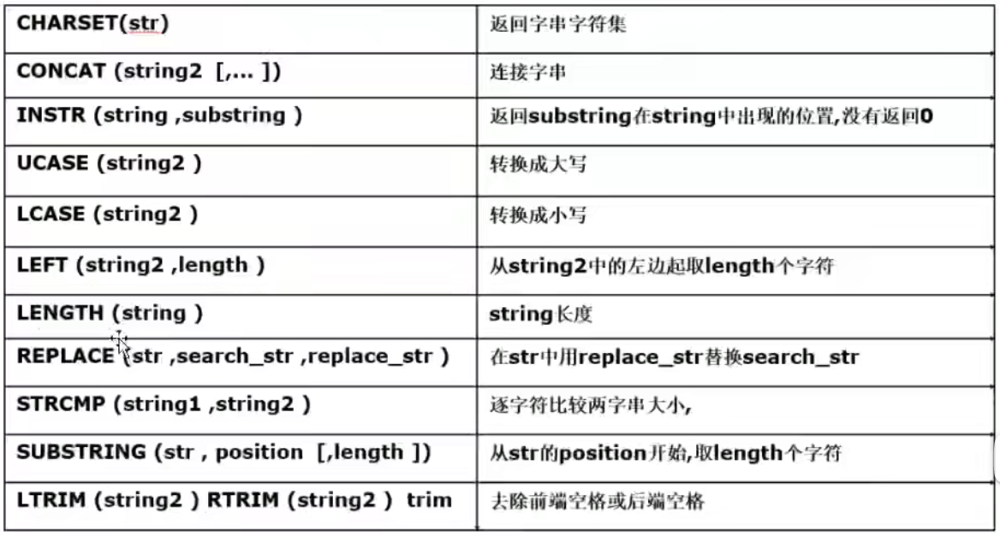 CHARSET(str) 返回字串字符集
CONCAT (string2 [,... ]) 连接字串
INSTR (string ,substring ) 返回substring在string中出现的位置,没有返回0
UCASE (string2 ) 转换成大写
LCASE (string2 ) 转换成小写
LEFT (string2 ,length ) 从string2中的左边起取length个字符
LENGTH (string ) string长度
REPLACE (str ,search_str ,replace_str ) 在str中用replace_str替换search_str
STRCMP (string1 ,string2 ) 逐字符比较两字串大小,
SUBSTRING (str , position [,length ]) 从str的position开始,取length个字符
LTRIM (string2 ) RTRIM (string2 ) trim 去除前端空格或后端空格